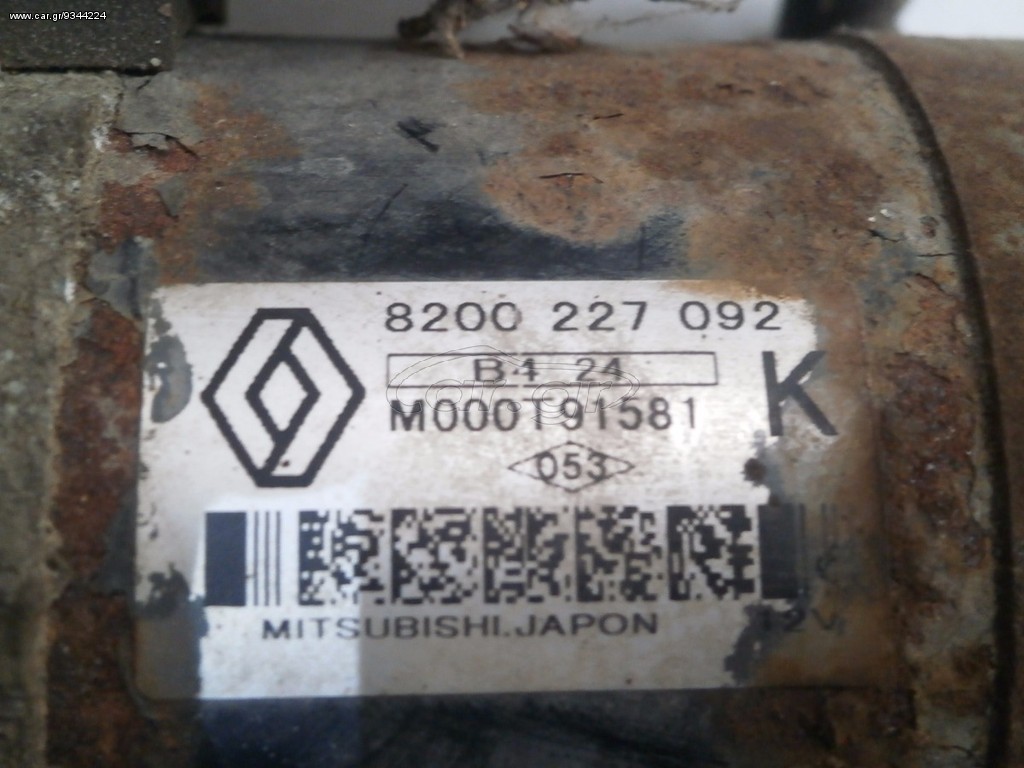 www.car.gr/9344224
8200 227 092
B4 24
K
M000T91581
053
MITSUBISHI.JAPON 12V